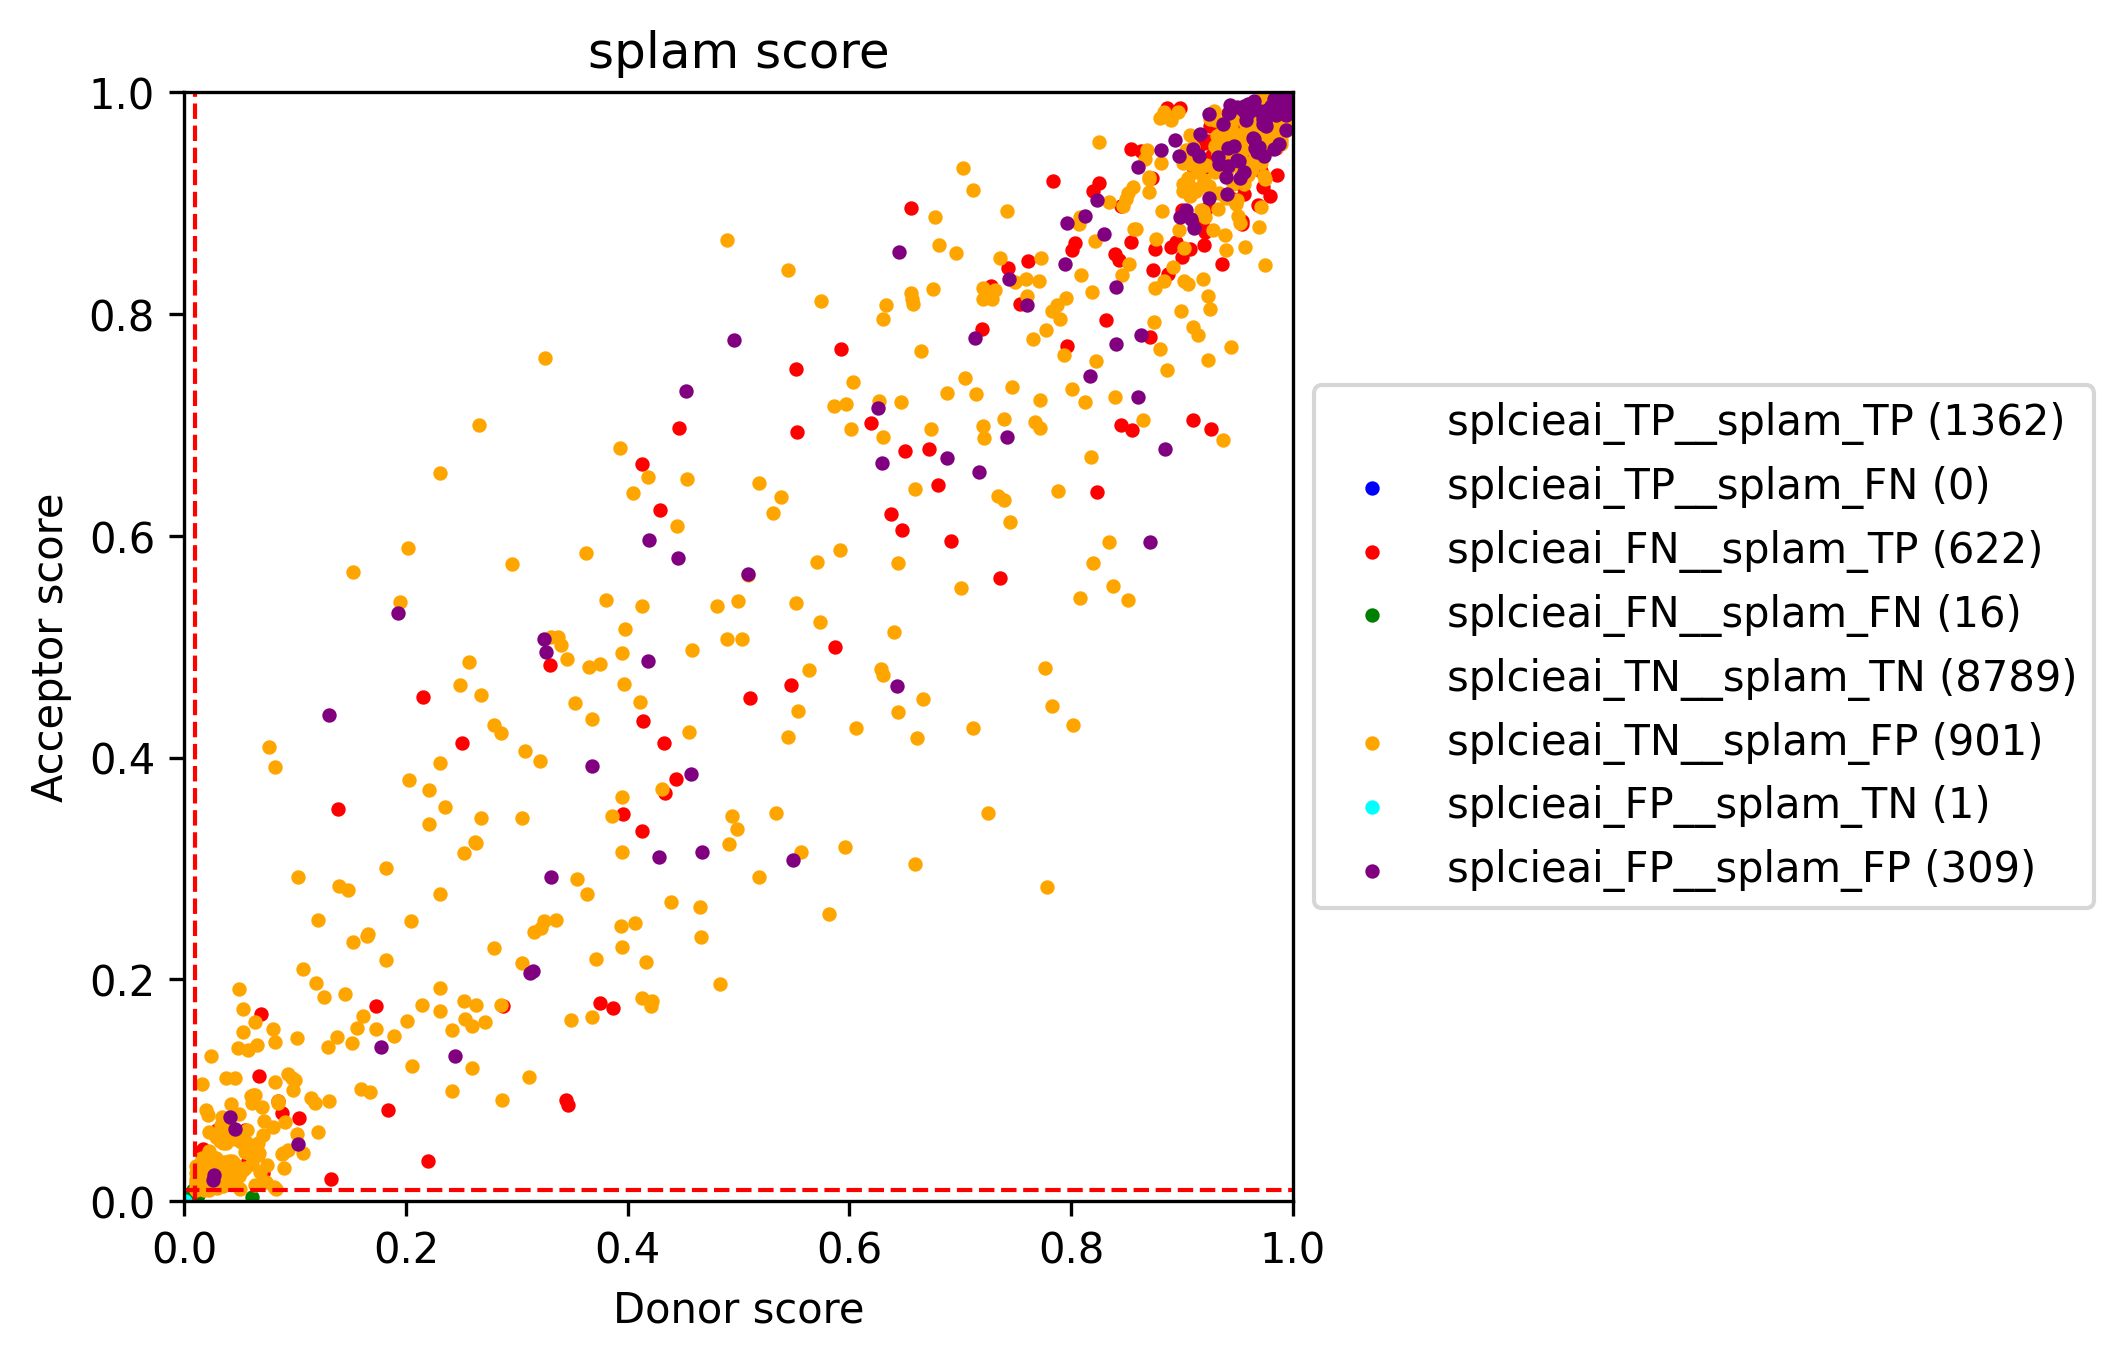 splam score
1.0
0.8
0.6
0.4
0.2
0.0
Acceptor score
0.0 0.2 0.4 0.6 0.8 1.0
Donor score
splcieai_TP__splam_TP (1362)
splcieai_TP__splam_FN (0)
splcieai_FN__splam_TP (622)
splcieai_FN__splam_FN (16)
splcieai_TN__splam_TN (8789)
splcieai_TN__splam_FP (901)
splcieai_FP__splam_TN (1)
splcieai_FP__splam_FP (309)